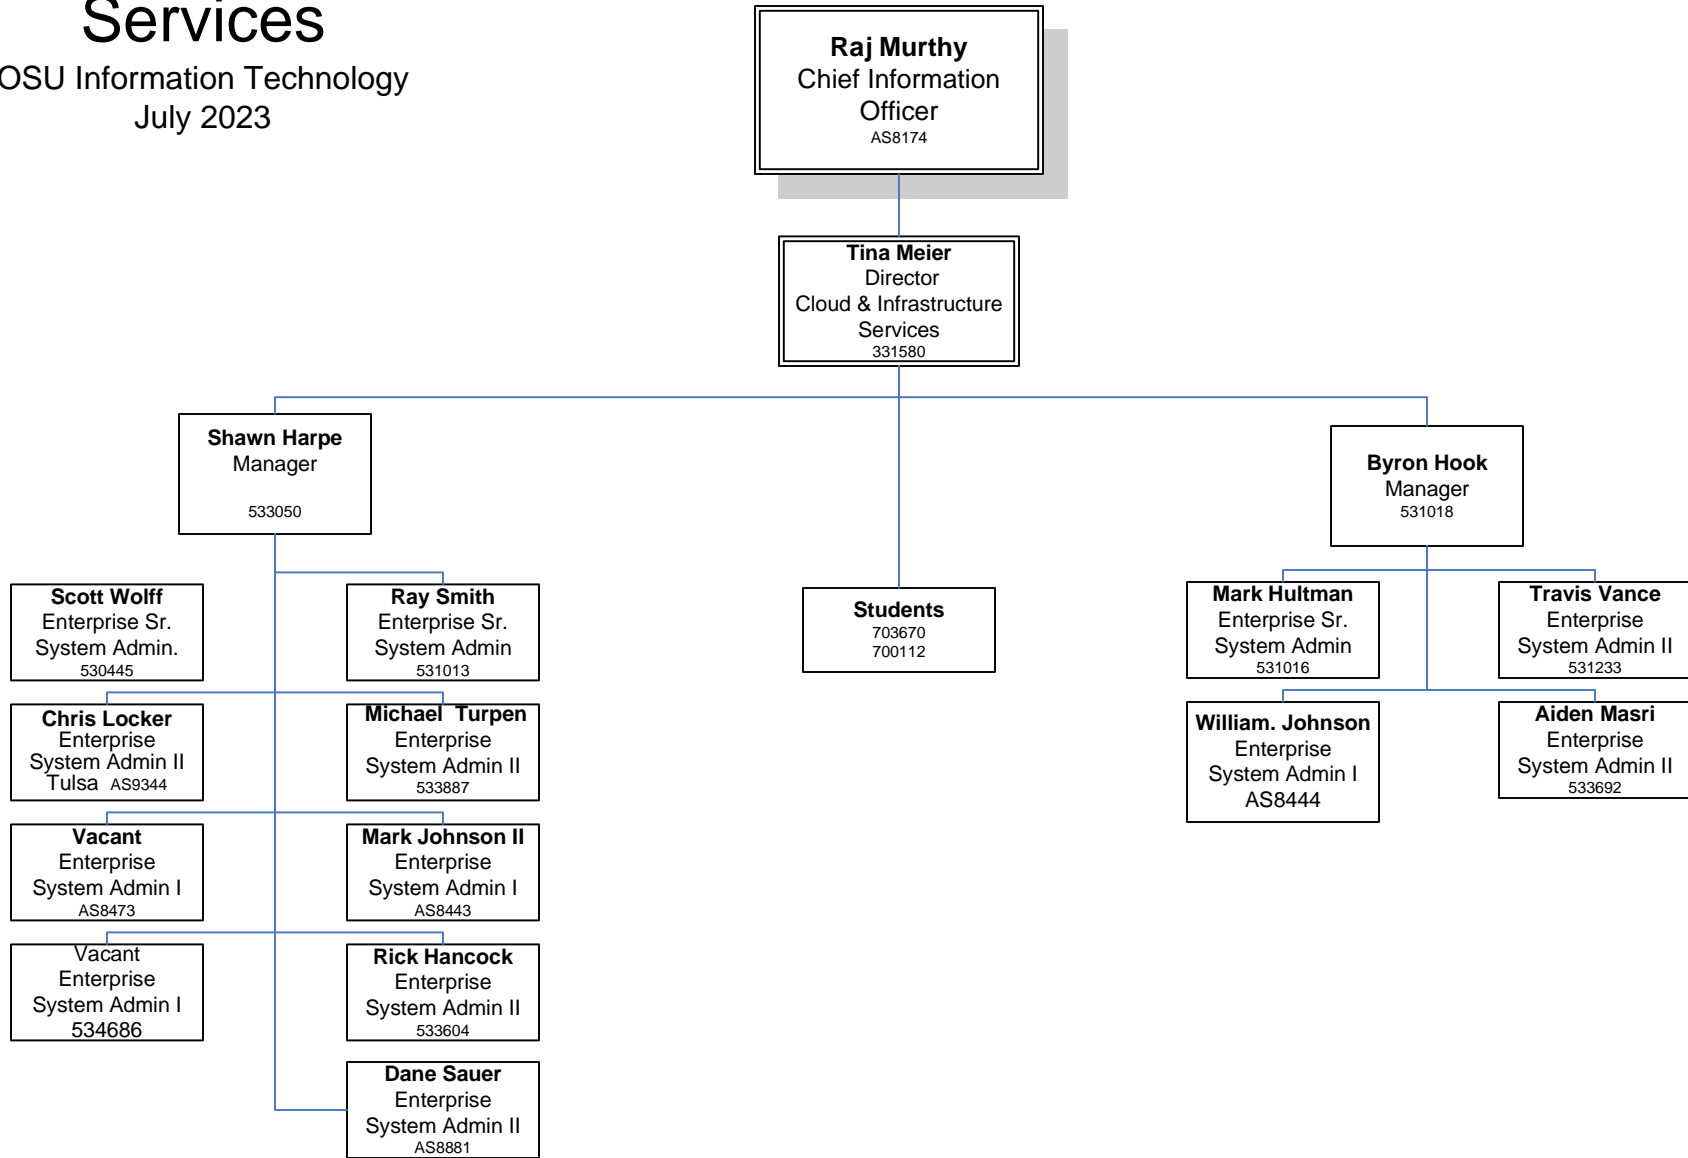 Services
OSU Information Technology
July 2023
Raj Murthy
Chief Information
Officer
AS8174
Tina Meier
Director
Cloud & Infrastructure
Services
331580
Shawn Harpe
Manager
533050
Byron Hook
Manager
531018
Scott Wolff
Enterprise Sr.
System Admin.
530445
Ray Smith
Enterprise Sr.
System Admin
531013
Students
703670
700112
Mark Hultman
Enterprise Sr.
System Admin
531016
Travis Vance
Enterprise
System Admin II
531233
Chris Locker
Enterprise
System Admin II
Tulsa AS9344
Michael  Turpen
Enterprise
System Admin II
533887
William. Johnson
Enterprise
System Admin I
AS8444
Aiden Masri
Enterprise
System Admin II
533692
Vacant
Enterprise
System Admin I
AS8473
Mark Johnson II
Enterprise
System Admin I
AS8443
Vacant
Enterprise
System Admin I
534686
Rick Hancock
Enterprise
System Admin II
533604
Dane Sauer
Enterprise
System Admin II
AS8881